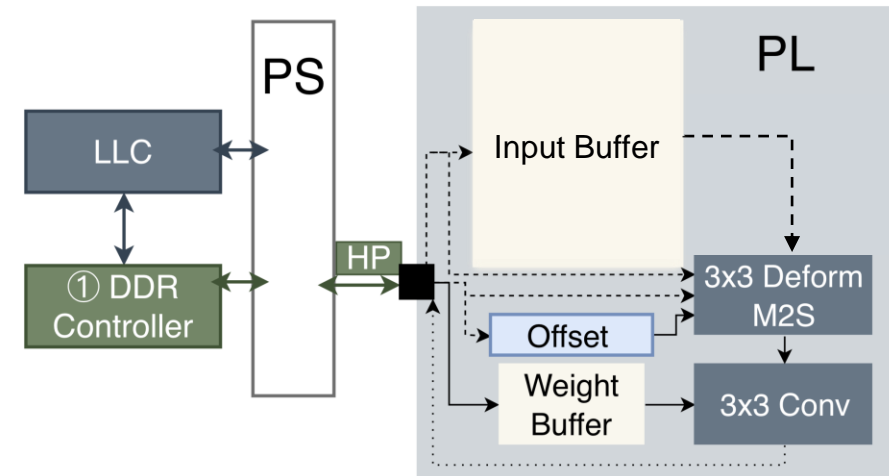 PS
PL
LLC
Input Buffer
HP
① DDR
Controller
3x3 Deform
M2S
Offset
Weight
Buffer
3x3 Conv